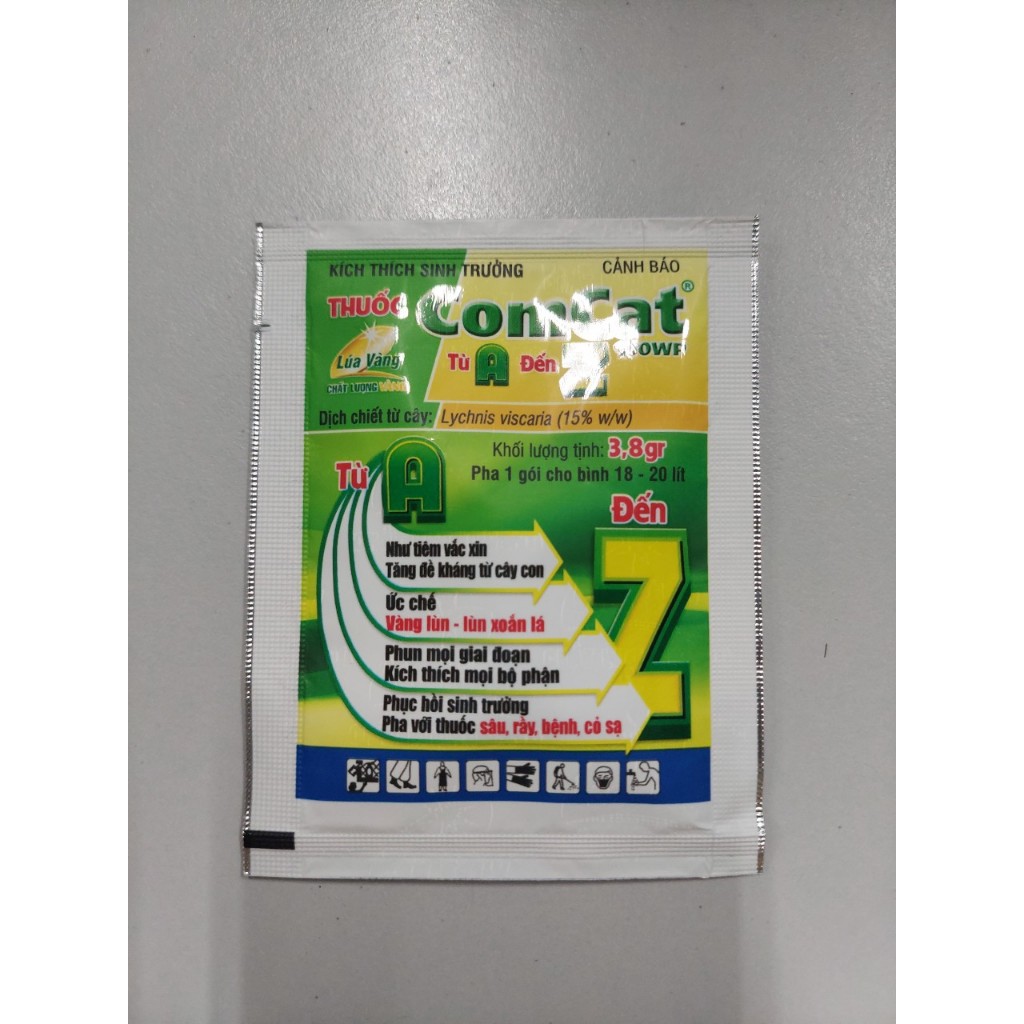 KÍCH THÍCH SINH TRƯỞNG
CẢNH BÁO
THUỐC ComCat®
Lúa Vàng
CHẤT LƯỢNG VÀNG
Từ A Đến Z
Dịch chiết từ cây: Lychnis viscaria (15% w/w)
Khối lượng tịnh: 3,8gr
Pha 1 gói cho bình 18 - 20 lít
Từ A
Đến Z
Như tiêm vắc xin
Tăng đề kháng từ cây con
Ức chế
Vàng lùn - lùn xoắn lá
Phun mọi giai đoạn
Kích thích mọi bộ phận
Phục hồi sinh trưởng
Pha với thuốc sâu, rầy, bệnh, cỏ sạ